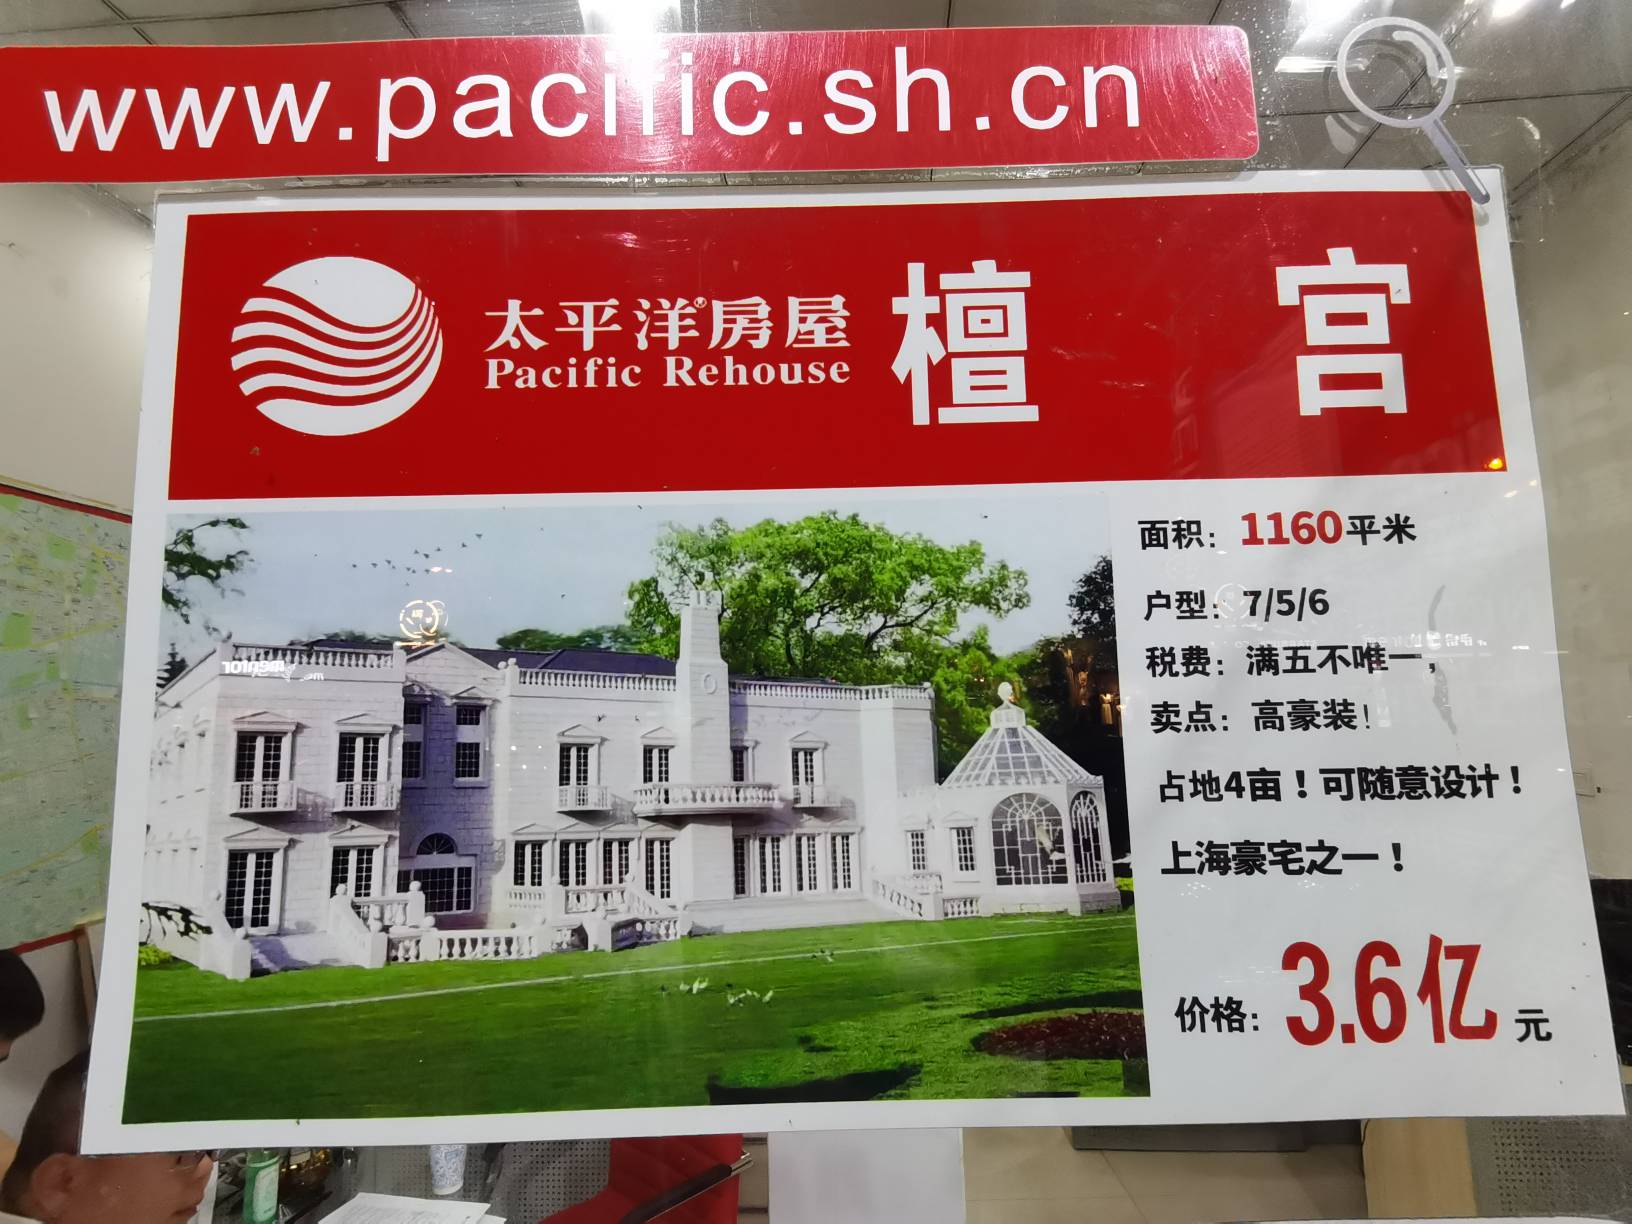 www.pacific.sh.cn
太平洋房屋
Pacific Rehouse
檀宫
面积：1160平米
户型：7/5/6
税费：满五不唯一，
卖点：高豪装！
占地4亩！可随意设计！
上海豪宅之一！
价格：3.6亿元